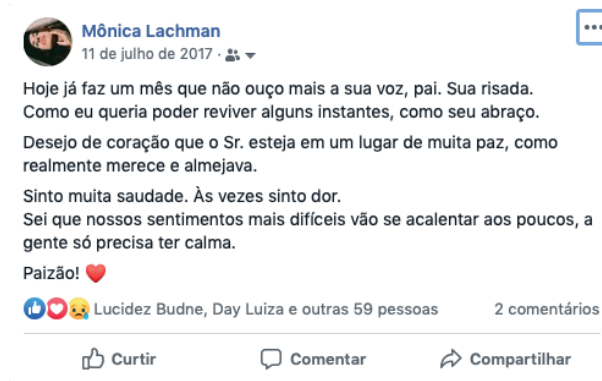 Mônica Lachman
11 de julho de 2017 ·
Hoje já faz um mês que não ouço mais a sua voz, pai. Sua risada.
Como eu queria poder reviver alguns instantes, como seu abraço.
Desejo de coração que o Sr. esteja em um lugar de muita paz, como
realmente merece e almejava.
Sinto muita saudade. Às vezes sinto dor.
Sei que nossos sentimentos mais difíceis vão se acalentar aos poucos, a
gente só precisa ter calma.
Paizão! ❤️
Lucidez Budne, Day Luiza e outras 59 pessoas 2 comentários
Curtir Comentar Compartilhar